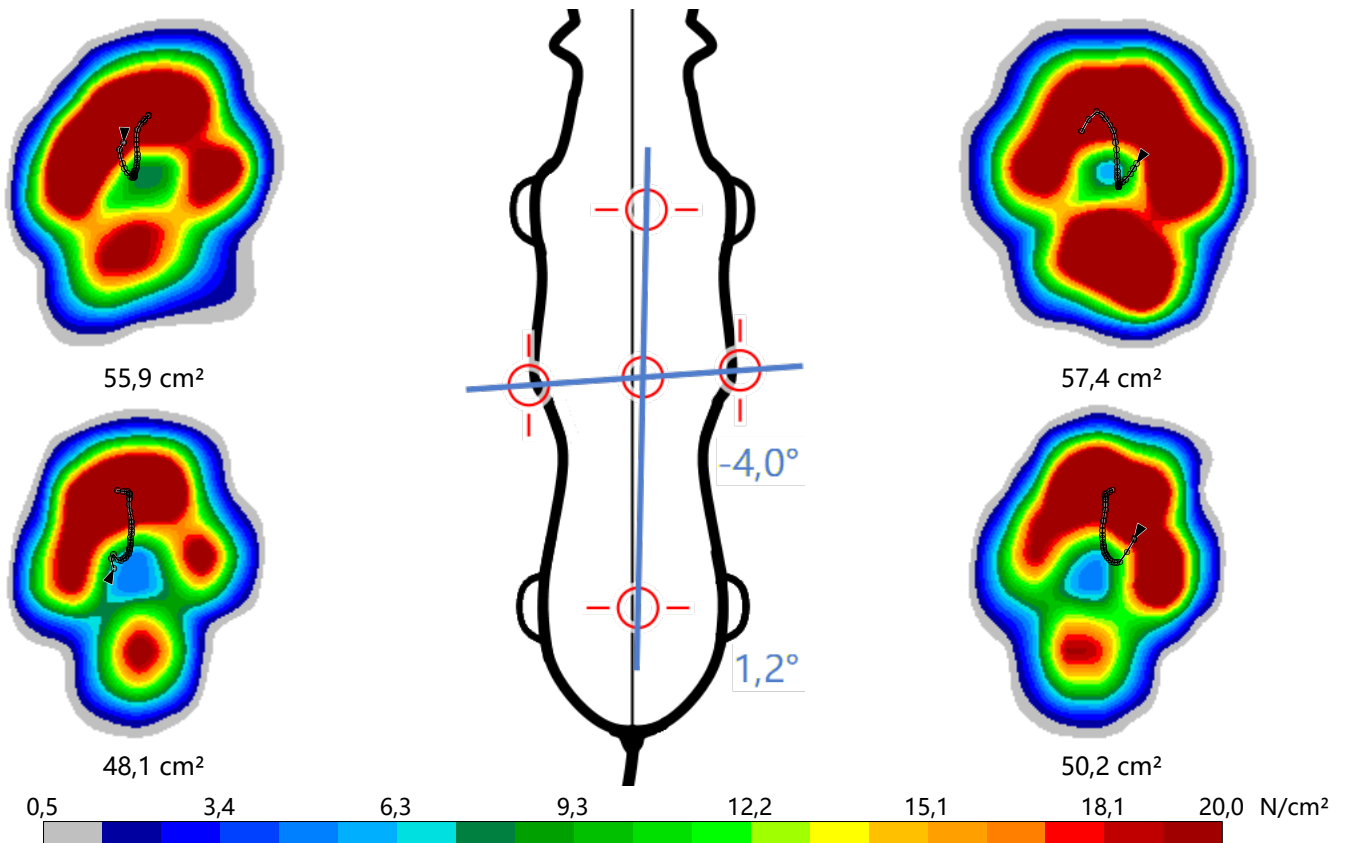 55,9 cm²
57,4 cm²
-4,0°
1,2°
48,1 cm²
50,2 cm²
0,5 3,4 6,3 9,3 12,2 15,1 18,1 20,0 N/cm²